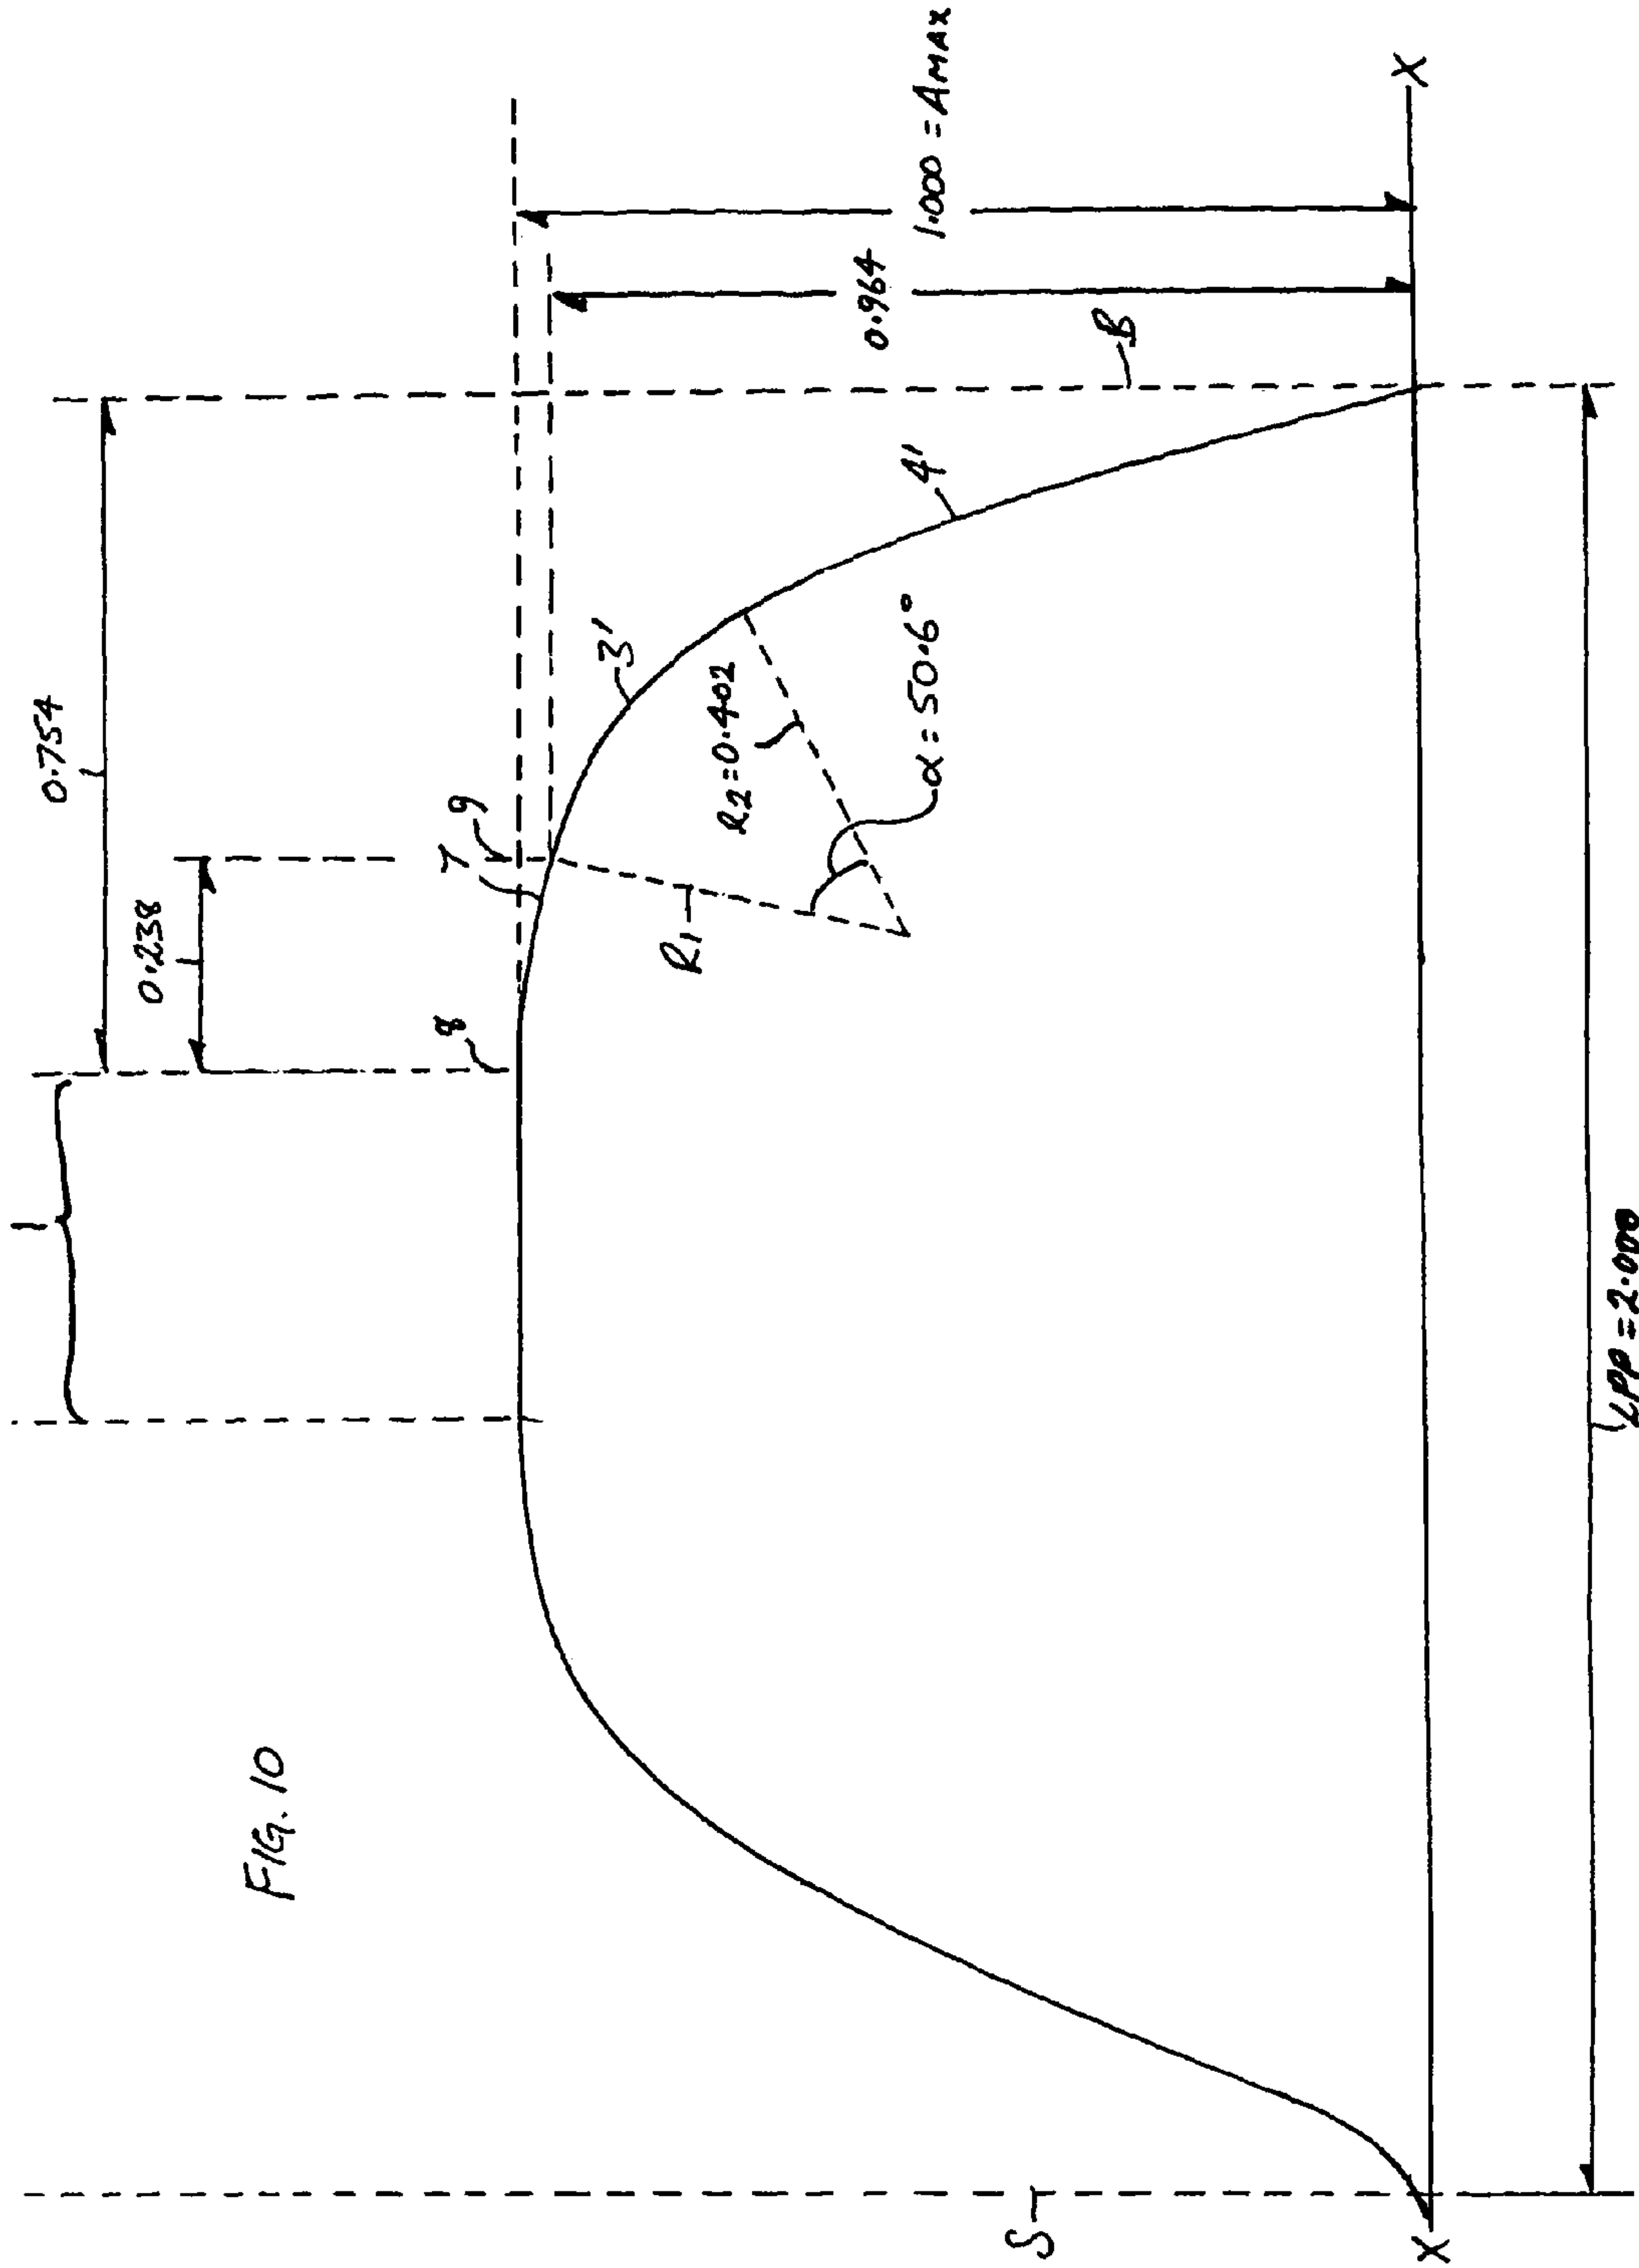 FIG. 10
1
0.754
0.238
8
7
9
3'
R1
R2=0.402
α=50.6°
4'
0.964
1.000=AMAX
B
S
X
X
LPP=2.000